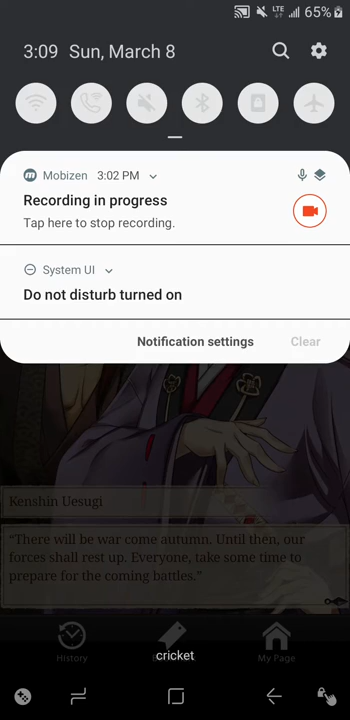 LTE 65%
3:09 Sun, March 8
Mobizen 3:02 PM
Recording in progress
Tap here to stop recording.
System UI
Do not disturb turned on
Notification settings Clear
Kenshin Uesugi
"There will be war come autumn. Until then, our
forces shall rest up. Everyone, take some time to
prepare for the coming battles."
History My Page
cricket